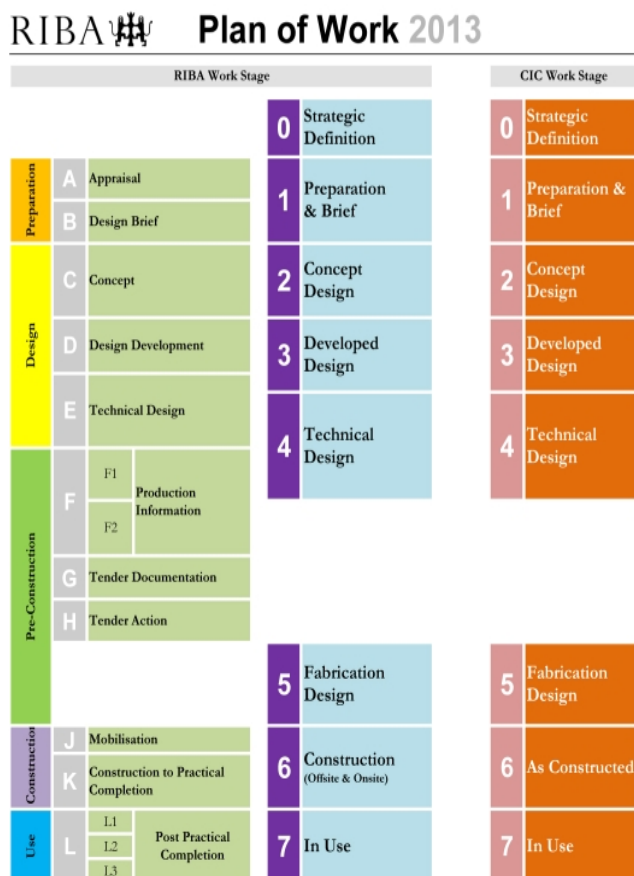 RIBA Plan of Work 2013
RIBA Work Stage
CIC Work Stage
0 Strategic
Definition
0 Strategic
Definition
Preparation
A Appraisal
B Design Brief
1 Preparation
& Brief
1 Preparation &
Brief
Design
C Concept
2 Concept
Design
2 Concept
Design
D Design Development
3 Developed
Design
3 Developed
Design
E Technical Design
4 Technical
Design
4 Technical
Design
Pre-Construction
F
F1
F2
Production
Information
G Tender Documentation
H Tender Action
5 Fabrication
Design
5 Fabrication
Design
Construction
J Mobilisation
K Construction to Practical
Completion
6 Construction
(Offsite & Onsite)
6 As Constructed
Use
L
L1
L2
L3
Post Practical
Completion
7 In Use
7 In Use